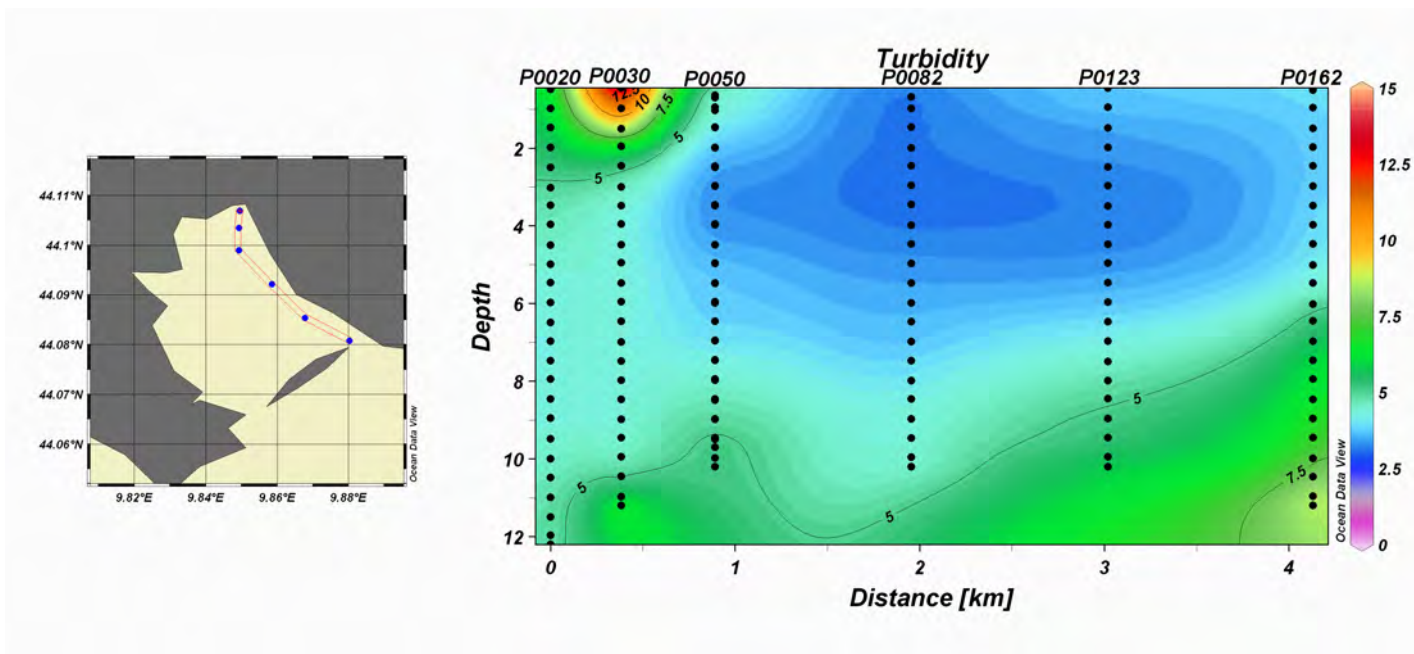 44.11°N
44.1°N
44.09°N
44.08°N
44.07°N
44.06°N
9.82°E
9.84°E
9.86°E
9.88°E
Ocean Data View
Turbidity
P0020
P0030
P0050
P0082
P0123
P0162
Depth
2
4
6
8
10
12
12.5
10
7.5
5
5
5
5
5
7.5
0
1
2
3
4
Distance [km]
Ocean Data View
15
12.5
10
7.5
5
2.5
0